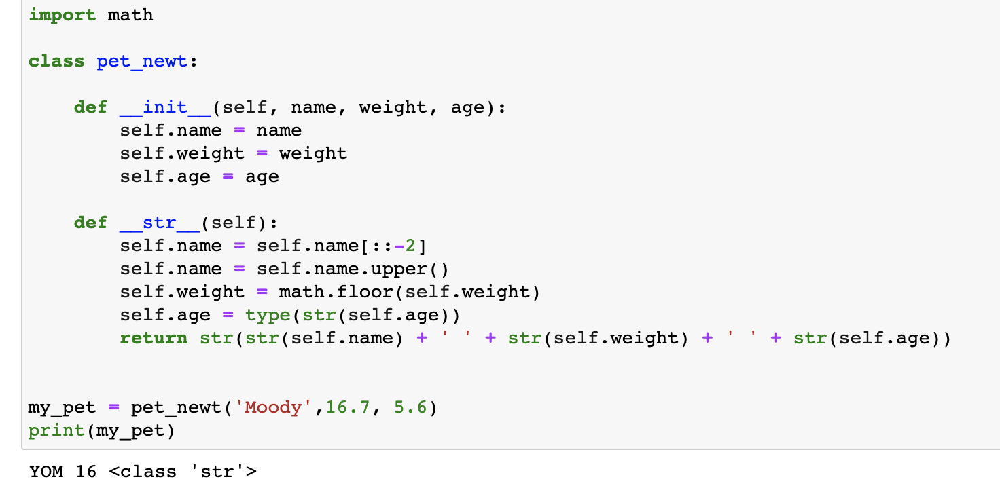 import math
class pet_newt:
    def __init__(self, name, weight, age):
        self.name = name
        self.weight = weight
        self.age = age
    def __str__(self):
        self.name = self.name[::-2]
        self.name = self.name.upper()
        self.weight = math.floor(self.weight)
        self.age = type(str(self.age))
        return str(str(self.name) + ' ' + str(self.weight) + ' ' + str(self.age))
my_pet = pet_newt('Moody',16.7, 5.6)
print(my_pet)
YOM 16 <class 'str'>